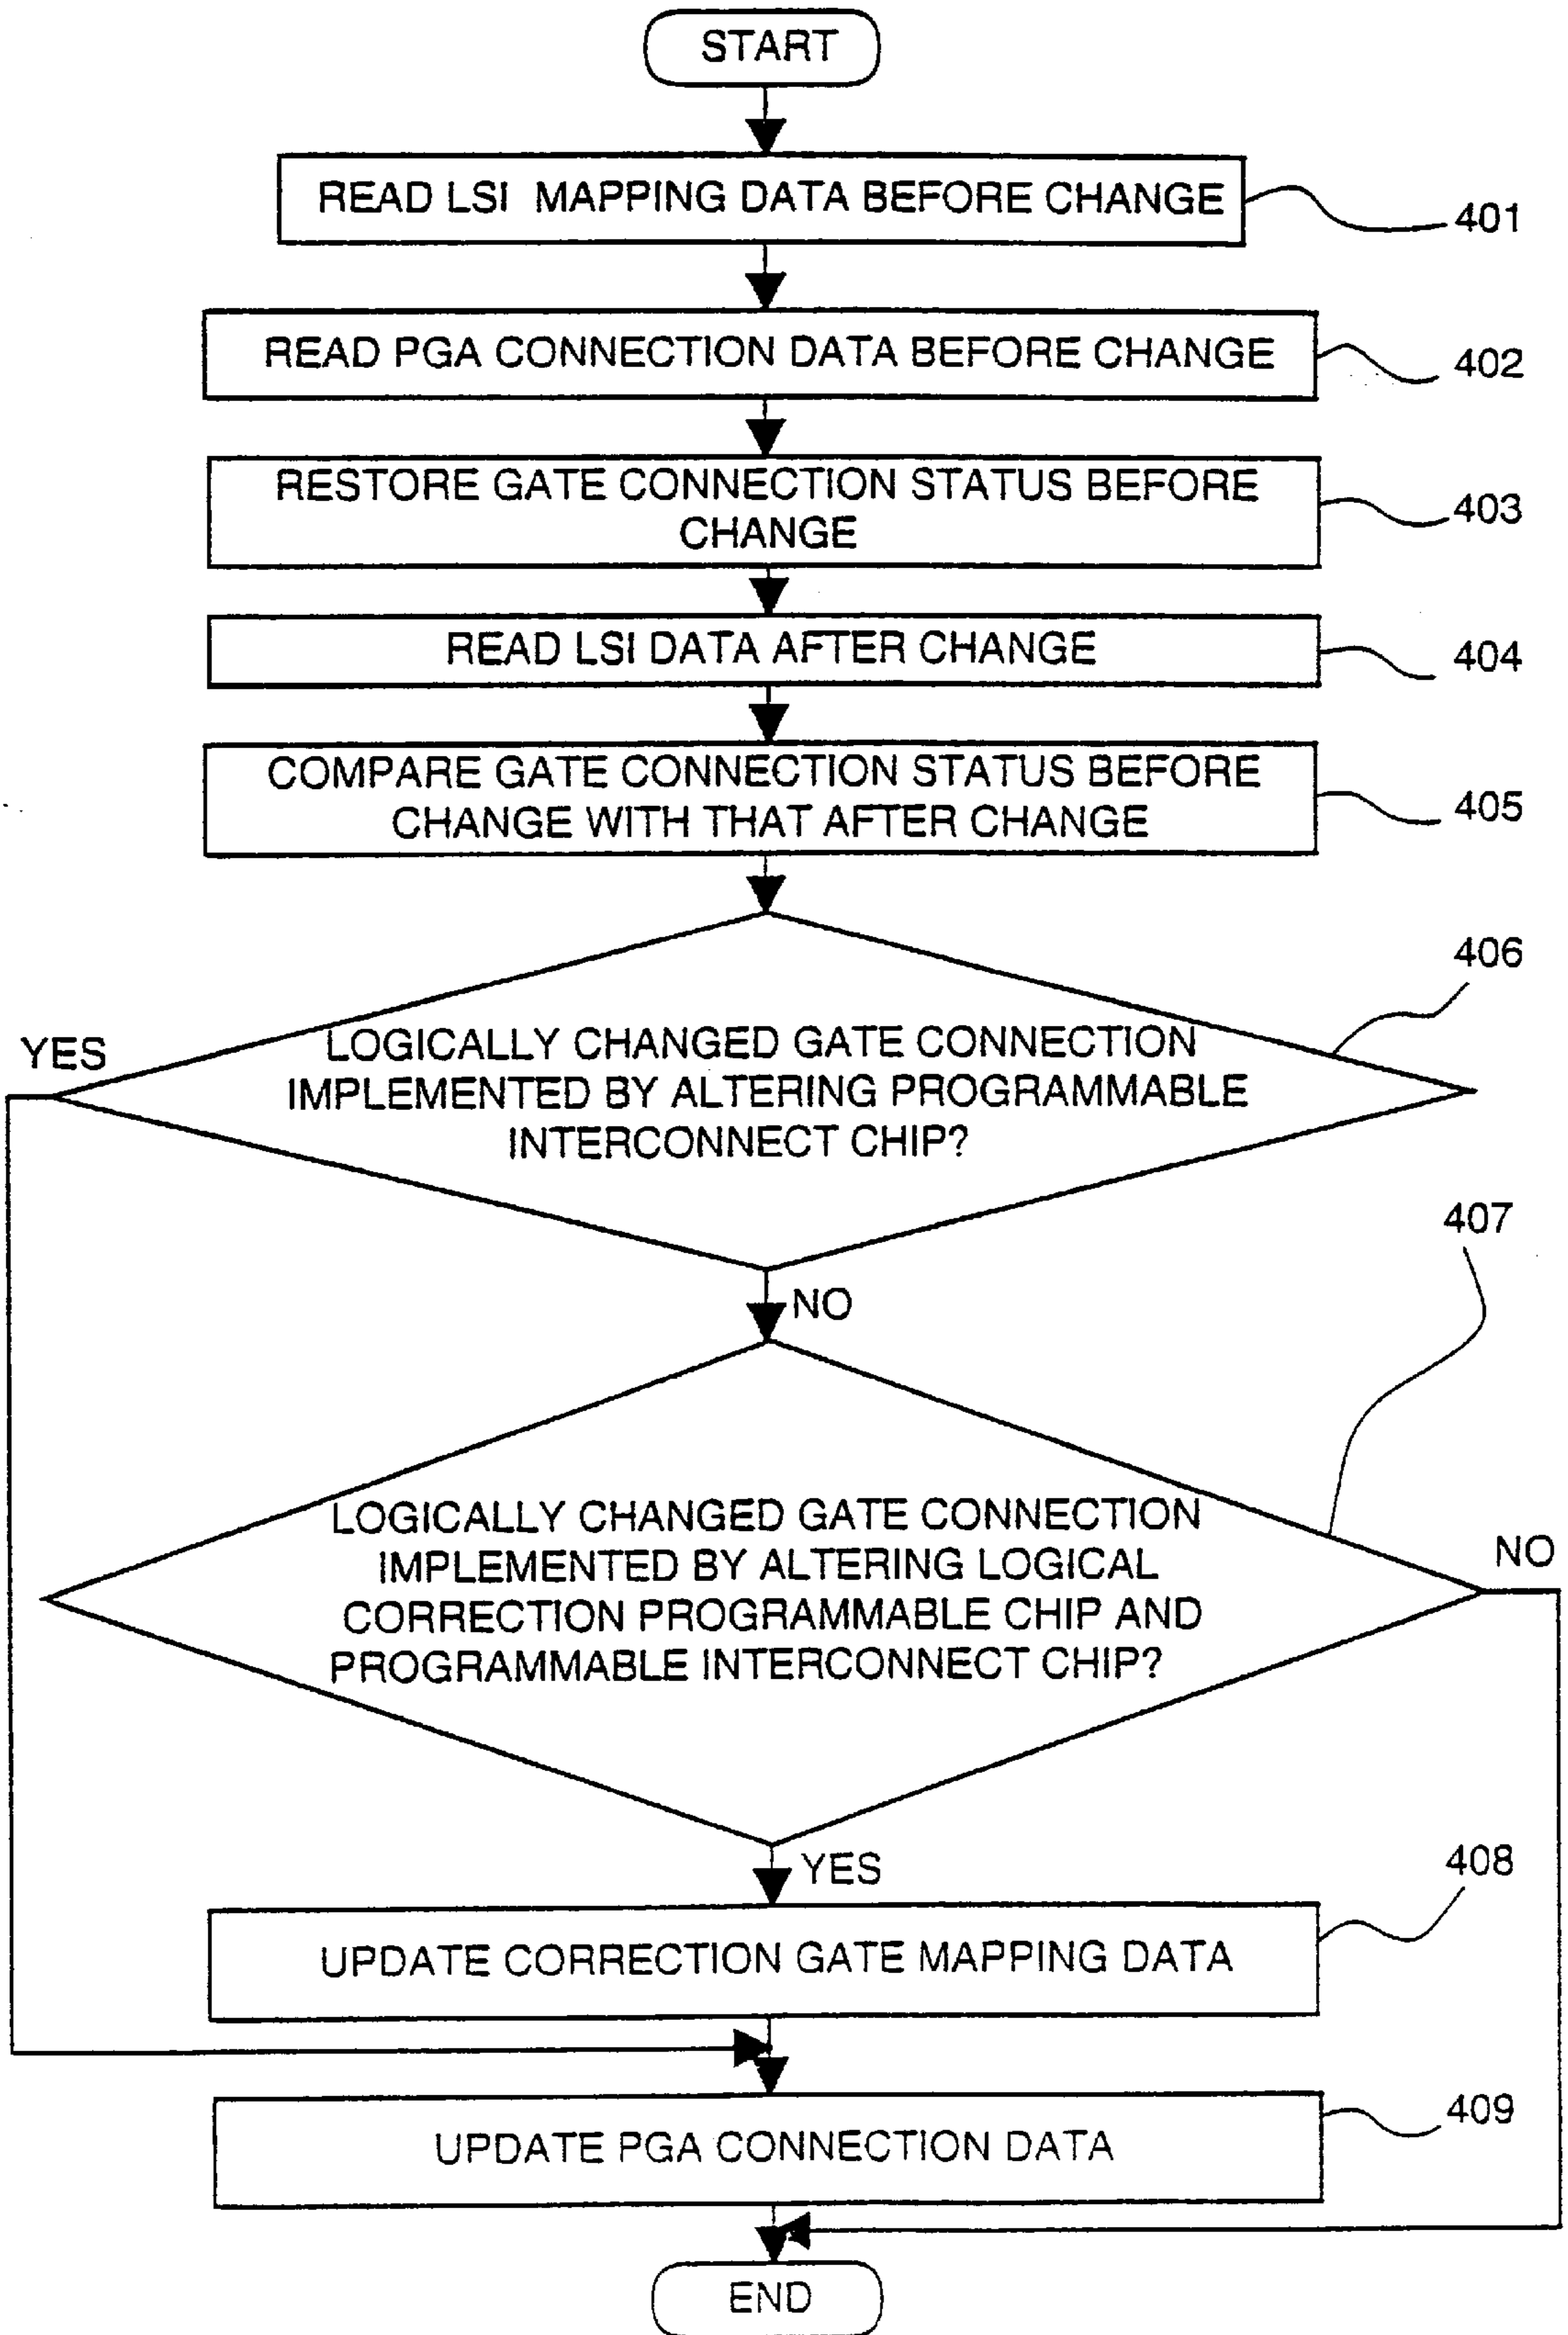 START
READ LSI MAPPING DATA BEFORE CHANGE
401
READ PGA CONNECTION DATA BEFORE CHANGE
402
RESTORE GATE CONNECTION STATUS BEFORE
CHANGE
403
READ LSI DATA AFTER CHANGE
404
COMPARE GATE CONNECTION STATUS BEFORE
CHANGE WITH THAT AFTER CHANGE
405
406
YES
LOGICALLY CHANGED GATE CONNECTION
IMPLEMENTED BY ALTERING PROGRAMMABLE
INTERCONNECT CHIP?
407
NO
LOGICALLY CHANGED GATE CONNECTION
IMPLEMENTED BY ALTERING LOGICAL
CORRECTION PROGRAMMABLE CHIP AND
PROGRAMMABLE INTERCONNECT CHIP?
NO
YES
408
UPDATE CORRECTION GATE MAPPING DATA
409
UPDATE PGA CONNECTION DATA
END